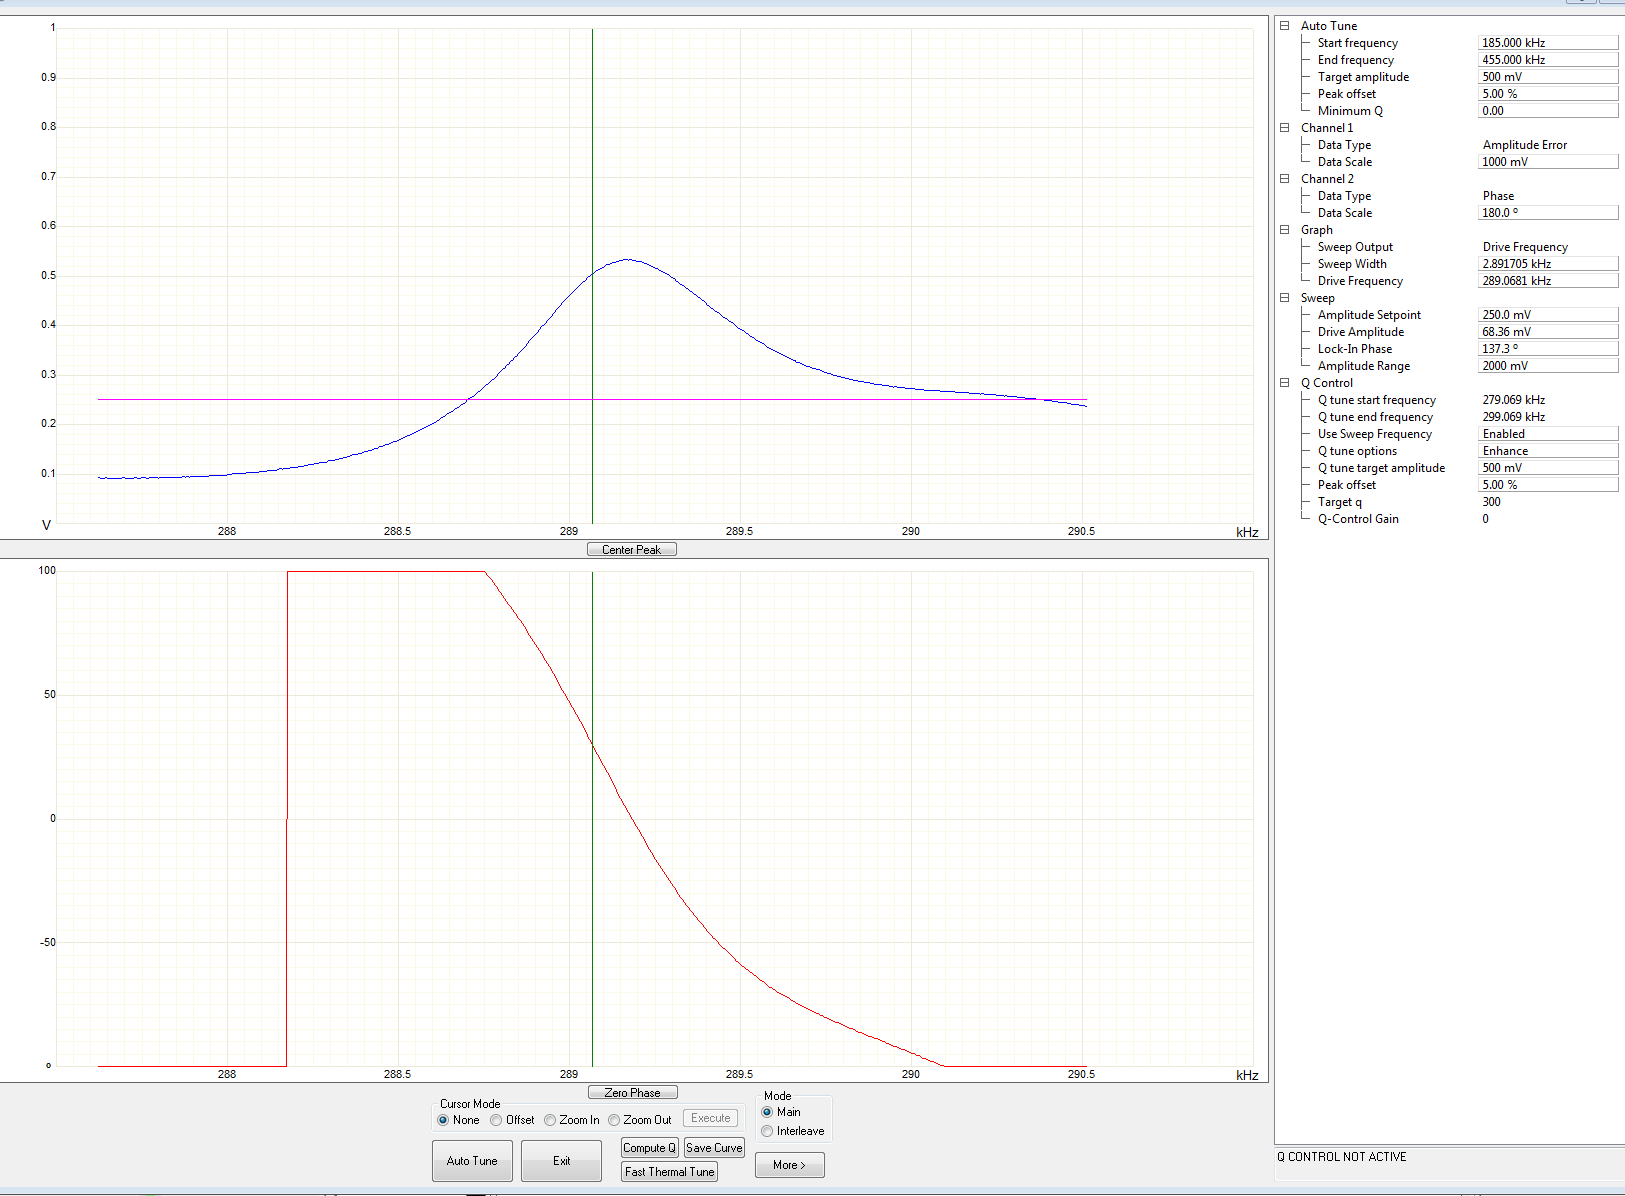 1
0.9
0.8
0.7
0.6
0.5
0.4
0.3
0.2
0.1
V
288 288.5 289 289.5 290 290.5 kHz
Center Peak
100
50
0
-50
º
288 288.5 289 289.5 290 290.5 kHz
Zero Phase
Cursor Mode
None Offset Zoom In Zoom Out Execute
Auto Tune Exit
Compute Q Save Curve
Fast Thermal Tune
Mode
Main
Interleave
More >
Auto Tune
Start frequency 185.000 kHz
End frequency 455.000 kHz
Target amplitude 500 mV
Peak offset 5.00 %
Minimum Q 0.00
Channel 1
Data Type Amplitude Error
Data Scale 1000 mV
Channel 2
Data Type Phase
Data Scale 180.0 º
Graph
Sweep Output Drive Frequency
Sweep Width 2.891705 kHz
Drive Frequency 289.0681 kHz
Sweep
Amplitude Setpoint 250.0 mV
Drive Amplitude 68.36 mV
Lock-In Phase 137.3 º
Amplitude Range 2000 mV
Q Control
Q tune start frequency 279.069 kHz
Q tune end frequency 299.069 kHz
Use Sweep Frequency Enabled
Q tune options Enhance
Q tune target amplitude 500 mV
Peak offset 5.00 %
Target q 300
Q-Control Gain 0
Q CONTROL NOT ACTIVE